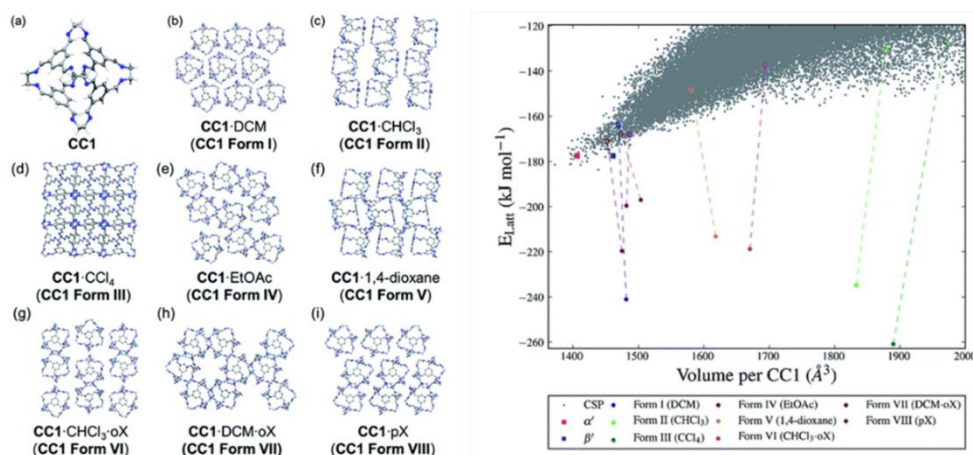 (a)
(b)
(c)
CC1
CC1·DCM
(CC1 Form I)
CC1·CHCl₃
(CC1 Form II)
(d)
(e)
(f)
CC1·CCl₄
(CC1 Form III)
CC1·EtOAc
(CC1 Form IV)
CC1·1,4-dioxane
(CC1 Form V)
(g)
(h)
(i)
CC1·CHCl₃·oX
(CC1 Form VI)
CC1·DCM·oX
(CC1 Form VII)
CC1·pX
(CC1 Form VIII)
E_Latt (kJ mol⁻¹)
−120
−140
−160
−180
−200
−220
−240
−260
1400 1500 1600 1700 1800 1900 2000
Volume per CC1 (Å³)
CSP
α′
β′
Form I (DCM)
Form II (CHCl₃)
Form III (CCl₄)
Form IV (EtOAc)
Form V (1,4-dioxane)
Form VI (CHCl₃·oX)
Form VII (DCM-oX)
Form VIII (pX)